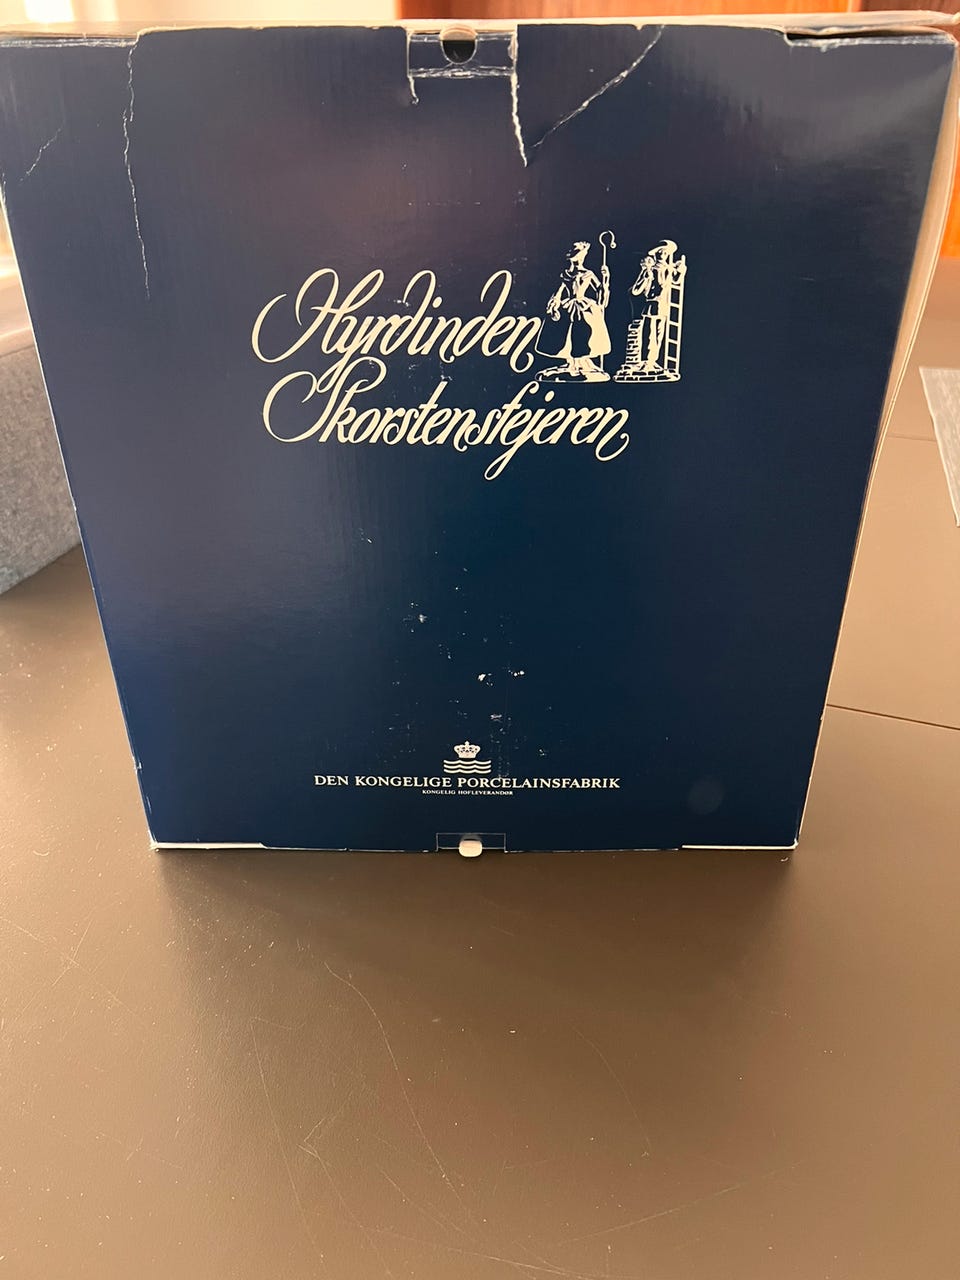 Hyrdinden
Skorstensfejeren
DEN KONGELIGE PORCELAINSFABRIK
KONGELIG HOFLEVERANDØR